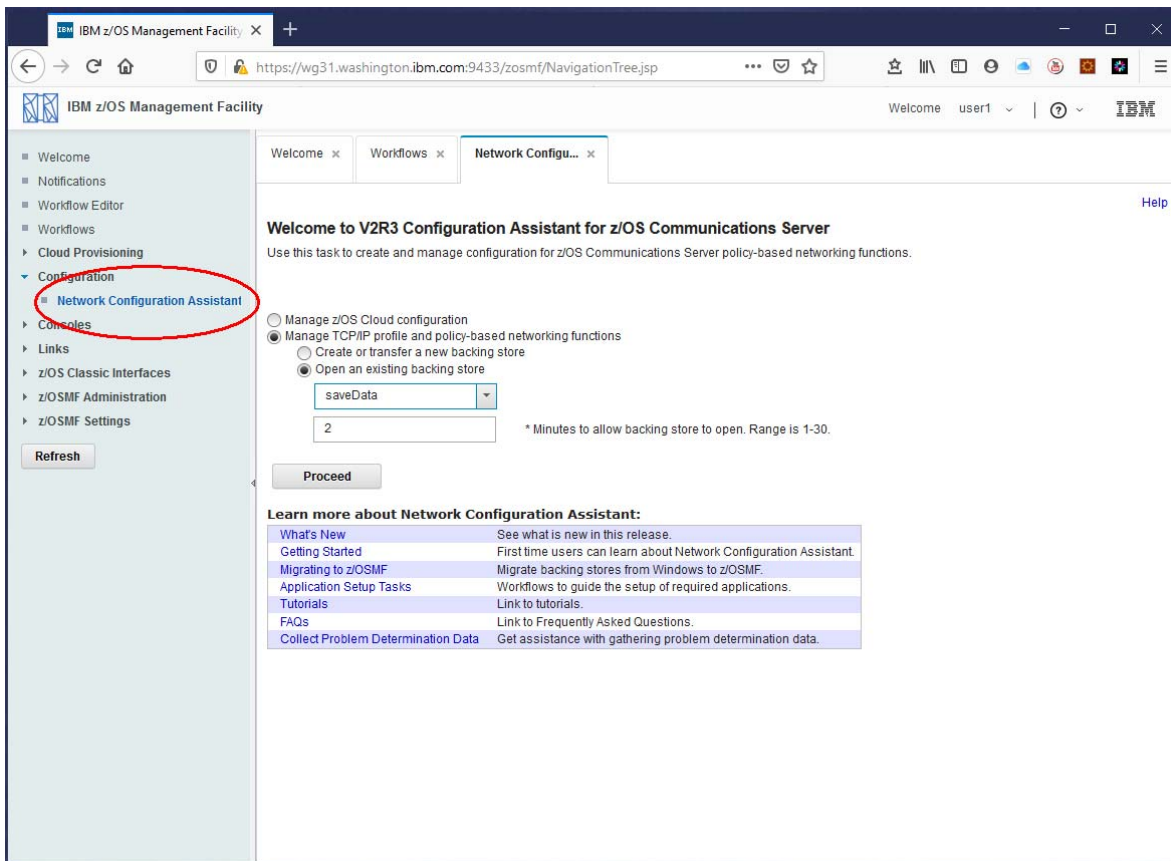 IBM IBM z/OS Management Facility
https://wg31.washington.ibm.com:9433/zosmf/NavigationTree.jsp
IBM z/OS Management Facility
Welcome user1
IBM
Welcome
Notifications
Workflow Editor
Workflows
Cloud Provisioning
Configuration
Network Configuration Assistant
Consoles
Links
z/OS Classic Interfaces
z/OSMF Administration
z/OSMF Settings
Refresh
Welcome
Workflows
Network Configu...
Help
Welcome to V2R3 Configuration Assistant for z/OS Communications Server
Use this task to create and manage configuration for z/OS Communications Server policy-based networking functions.
Manage z/OS Cloud configuration
Manage TCP/IP profile and policy-based networking functions
Create or transfer a new backing store
Open an existing backing store
saveData
2 * Minutes to allow backing store to open. Range is 1-30.
Proceed
Learn more about Network Configuration Assistant:
What's New See what is new in this release.
Getting Started First time users can learn about Network Configuration Assistant.
Migrating to z/OSMF Migrate backing stores from Windows to z/OSMF.
Application Setup Tasks Workflows to guide the setup of required applications.
Tutorials Link to tutorials.
FAQs Link to Frequently Asked Questions.
Collect Problem Determination Data Get assistance with gathering problem determination data.